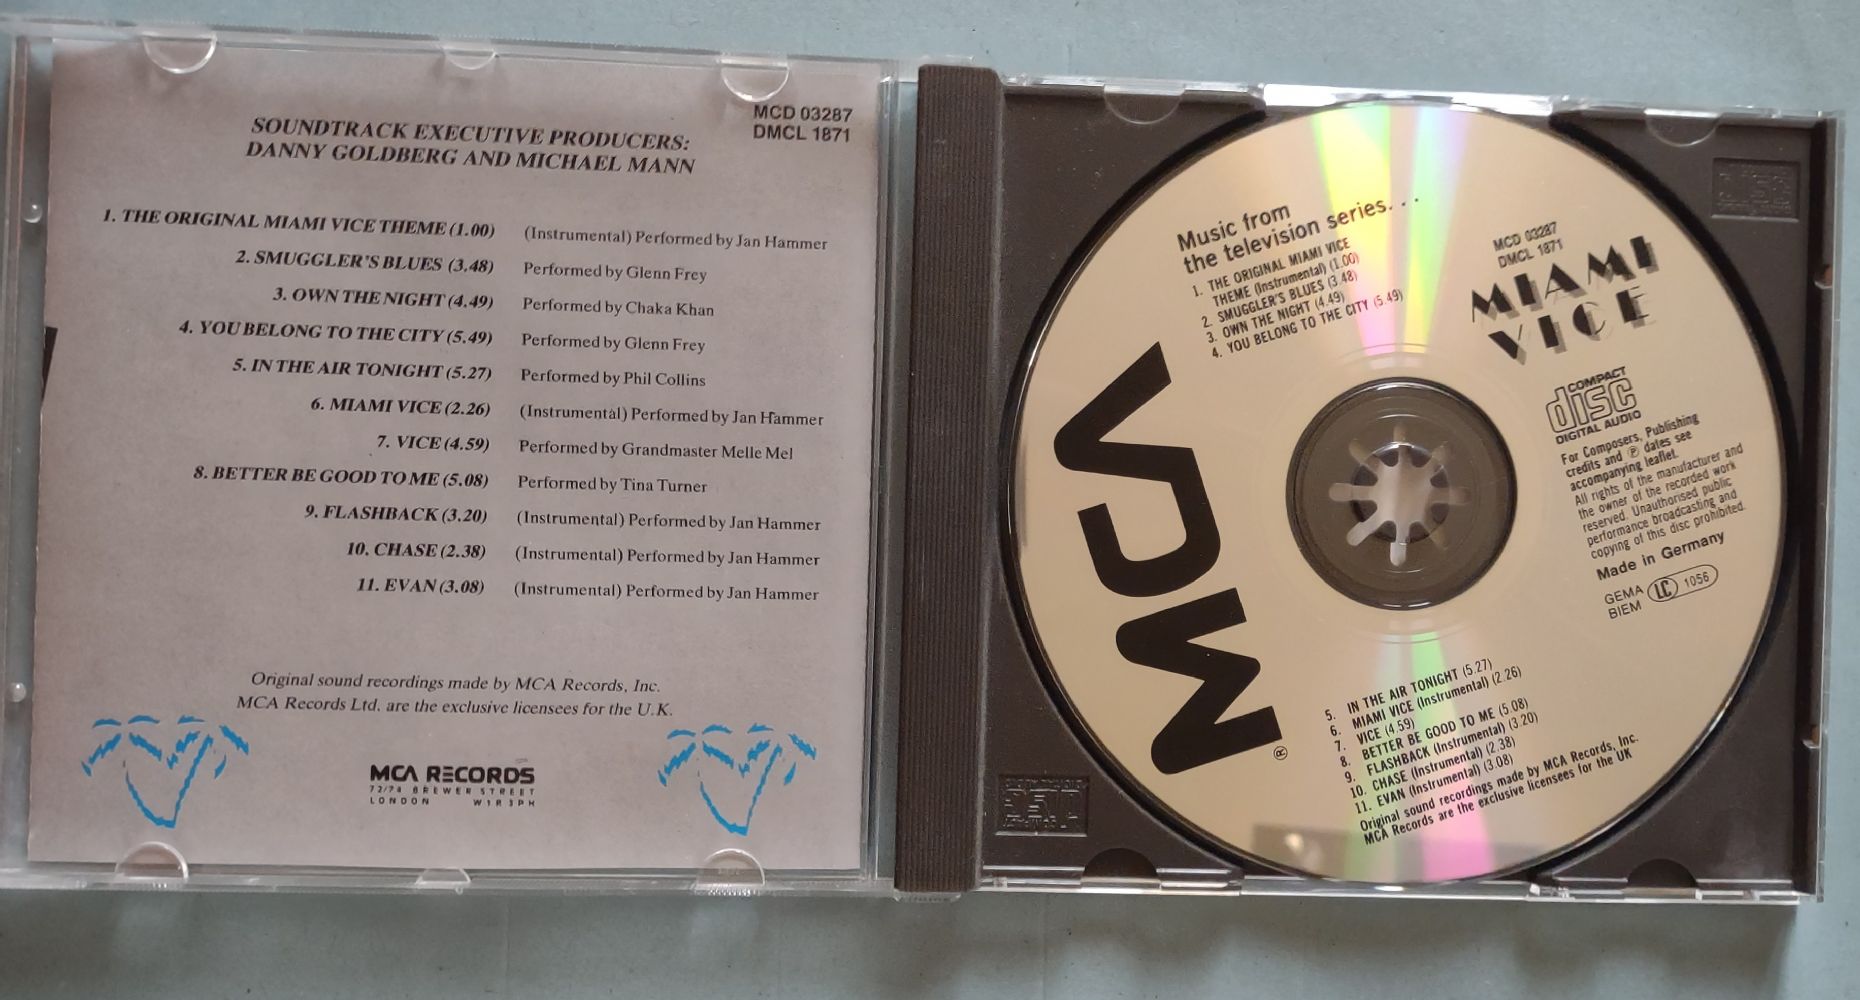 MCD 03287
DMCL 1871
SOUNDTRACK EXECUTIVE PRODUCERS:
DANNY GOLDBERG AND MICHAEL MANN
1. THE ORIGINAL MIAMI VICE THEME (1.00) (Instrumental) Performed by Jan Hammer
2. SMUGGLER'S BLUES (3.48) Performed by Glenn Frey
3. OWN THE NIGHT (4.49) Performed by Chaka Khan
4. YOU BELONG TO THE CITY (5.49) Performed by Glenn Frey
5. IN THE AIR TONIGHT (5.27) Performed by Phil Collins
6. MIAMI VICE (2.26) (Instrumental) Performed by Jan Hammer
7. VICE (4.59) Performed by Grandmaster Melle Mel
8. BETTER BE GOOD TO ME (5.08) Performed by Tina Turner
9. FLASHBACK (3.20) (Instrumental) Performed by Jan Hammer
10. CHASE (2.38) (Instrumental) Performed by Jan Hammer
11. EVAN (3.08) (Instrumental) Performed by Jan Hammer
Original sound recordings made by MCA Records, Inc.
MCA Records Ltd. are the exclusive licensees for the U.K.
MCA RECORDS
72/74 BREWER STREET
LONDON W1R 3PH
Music from
the television series. . .
1. THE ORIGINAL MIAMI VICE
THEME (Instrumental) (1.00)
2. SMUGGLER'S BLUES (3.48)
3. OWN THE NIGHT (4.49)
4. YOU BELONG TO THE CITY (5.49)
MCD 03287
DMCL 1871
MIAMI
VICE
COMPACT
disc
DIGITAL AUDIO
For Composers, Publishing
credits and ℗ dates see
accompanying leaflet.
All rights of the manufacturer and
the owner of the recorded work
reserved. Unauthorised public
performance broadcasting and
copying of this disc prohibited.
Made in Germany
GEMA
BIEM
LC 1056
MCA ®
5. IN THE AIR TONIGHT (5.27)
6. MIAMI VICE (Instrumental) (2.26)
7. VICE (4.59)
8. BETTER BE GOOD TO ME (5.08)
9. FLASHBACK (Instrumental) (3.20)
10. CHASE (Instrumental) (2.38)
11. EVAN (Instrumental) (3.08)
Original sound recordings made by MCA Records, Inc.
MCA Records are the exclusive licensees for the UK